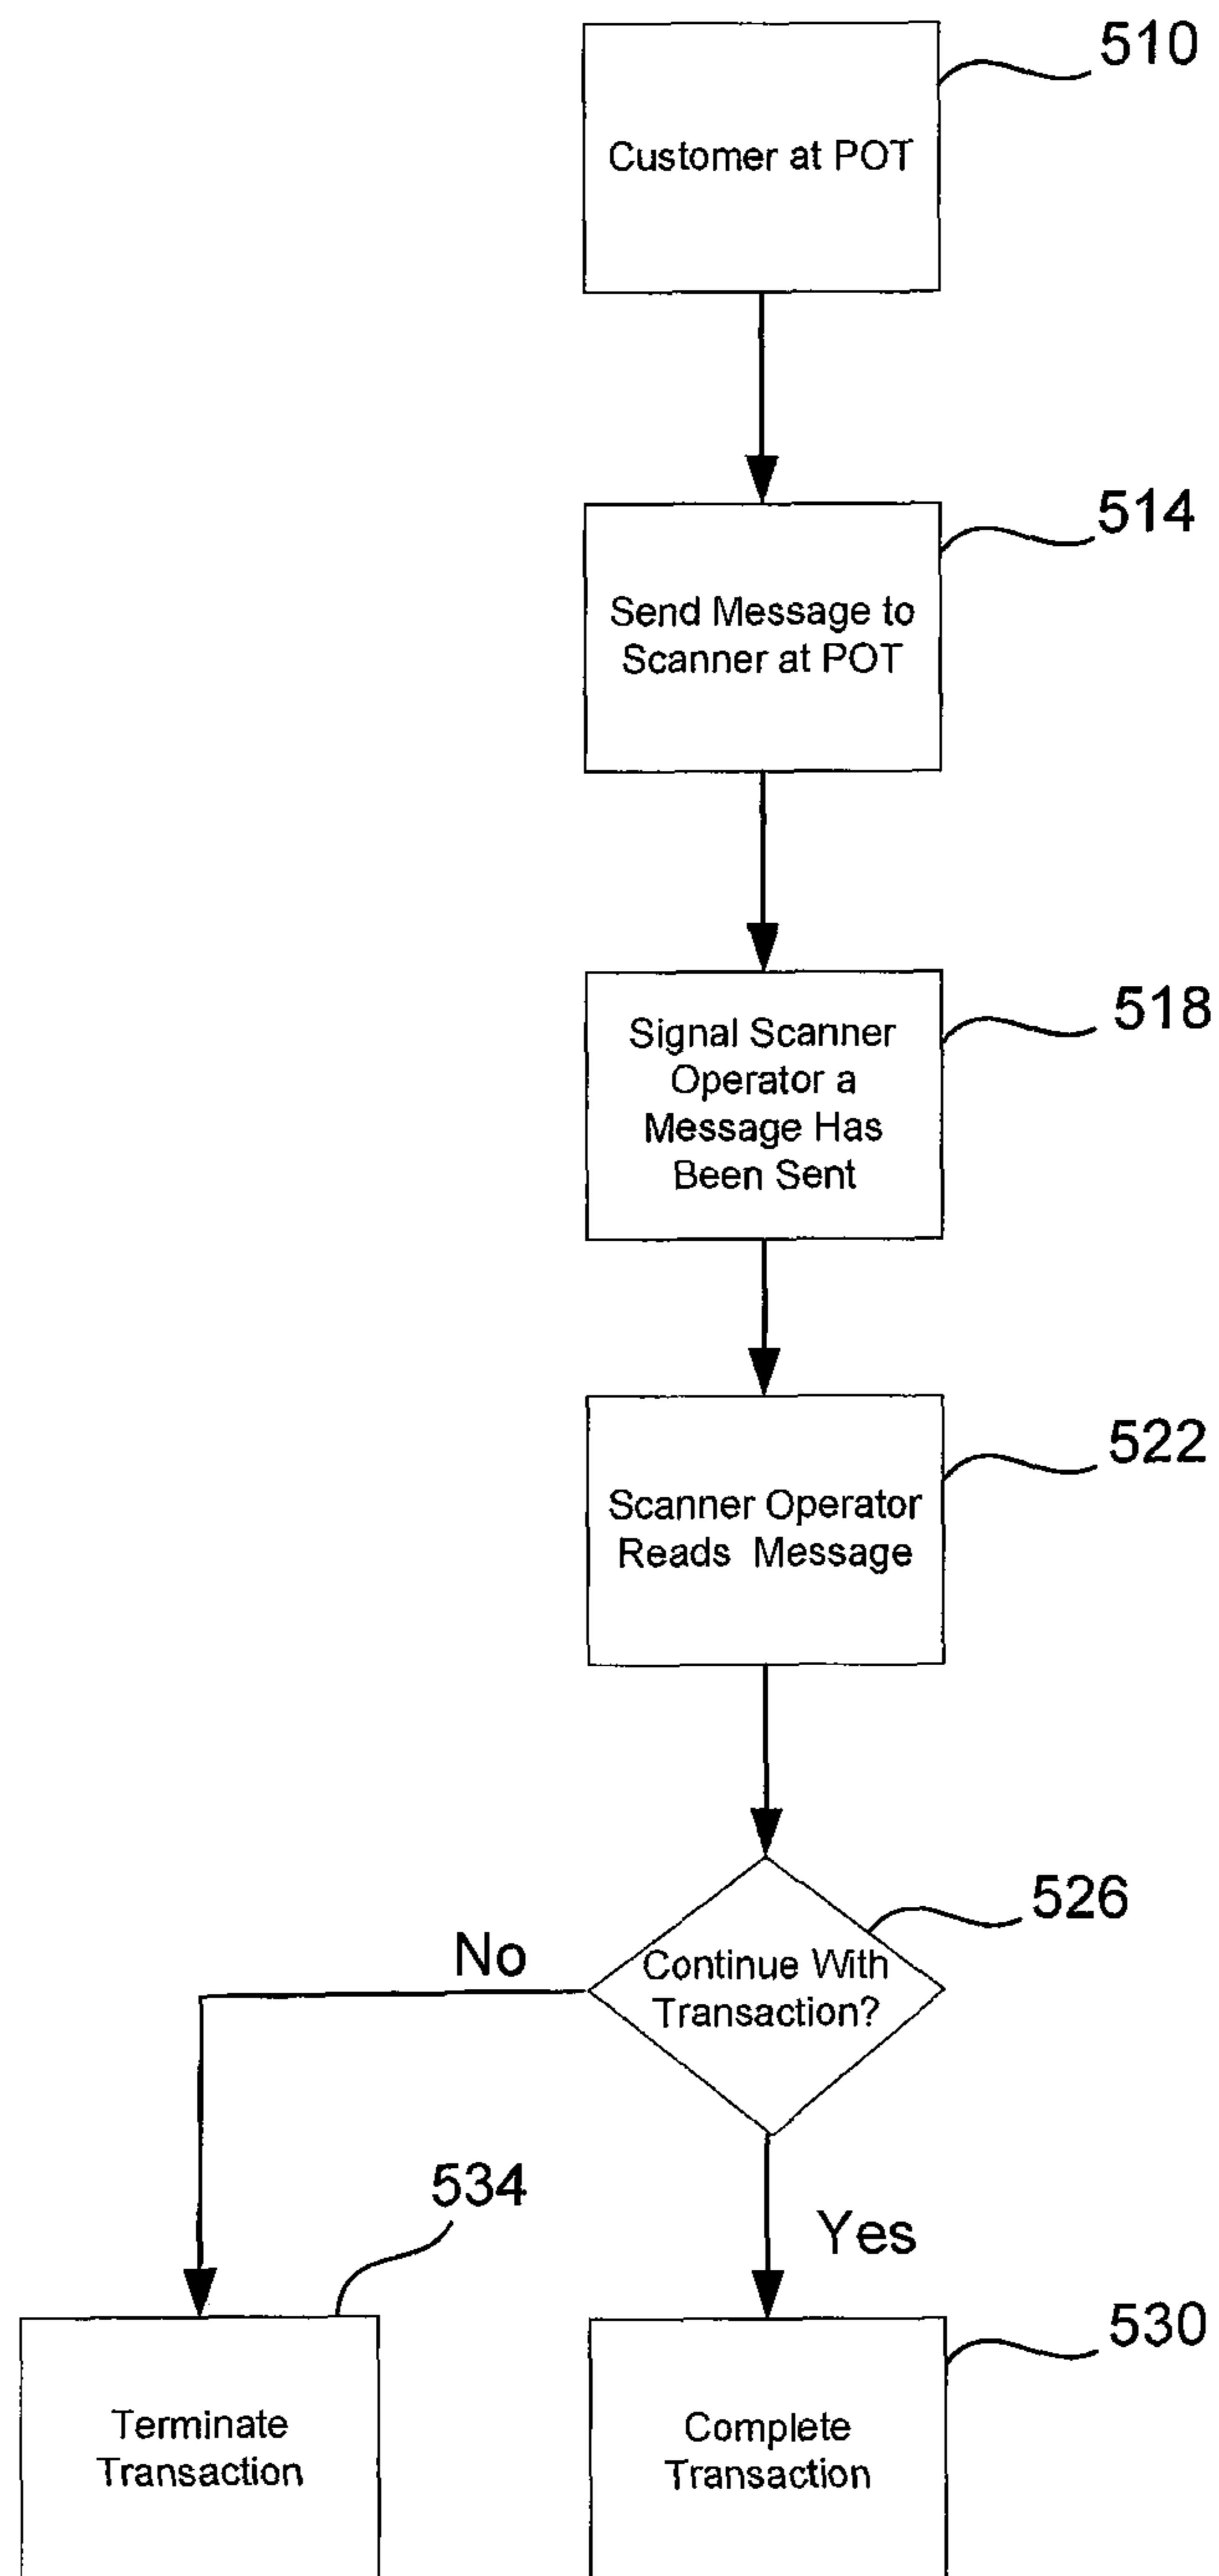 510
Customer at POT
514
Send Message to
Scanner at POT
518
Signal Scanner
Operator a
Message Has
Been Sent
522
Scanner Operator
Reads Message
526
No
Continue With
Transaction?
534
Yes
530
Terminate
Transaction
Complete
Transaction